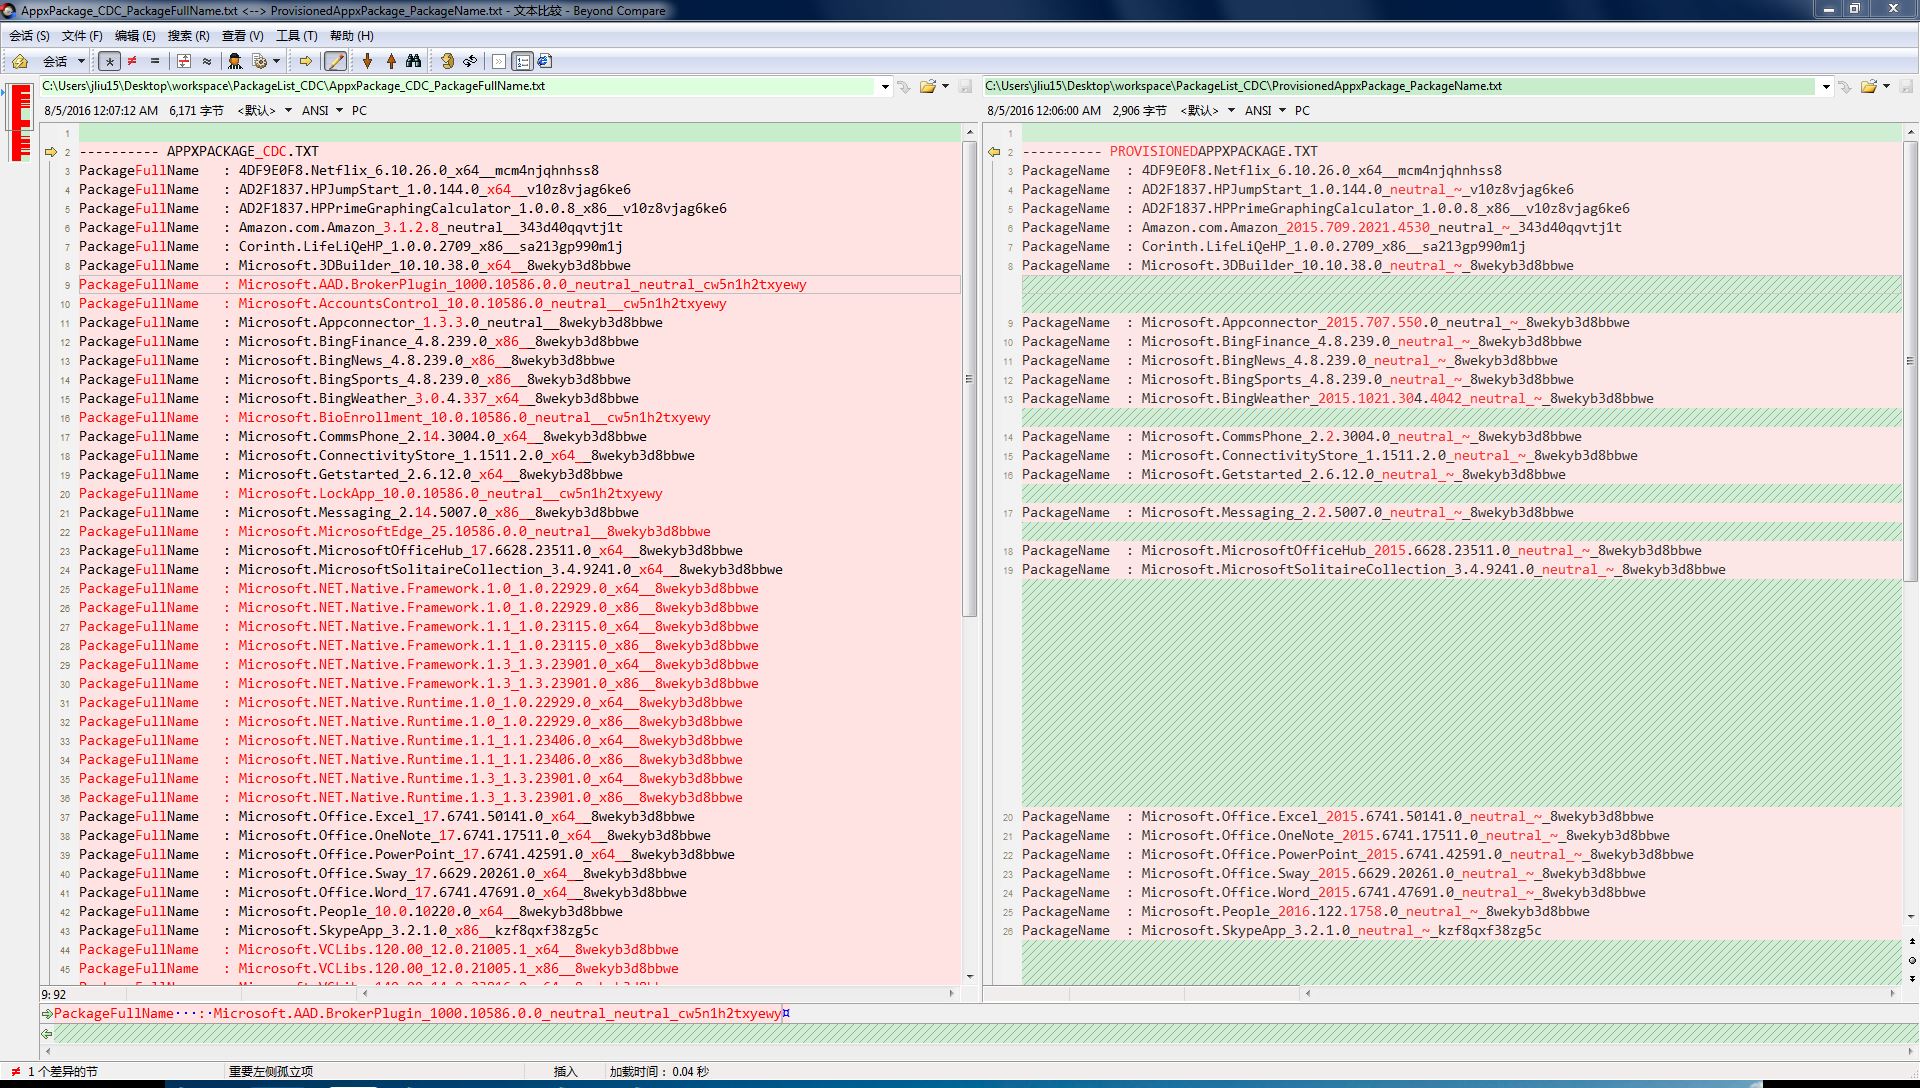 AppxPackage_CDC_PackageFullName.txt <--> ProvisionedAppxPackage_PackageName.txt - 文本比较 - Beyond Compare
会话 (S) 文件 (F) 编辑 (E) 搜索 (R) 查看 (V) 工具 (T) 帮助 (H)
会话
C:\Users\jliu15\Desktop\workspace\PackageList_CDC\AppxPackage_CDC_PackageFullName.txt
8/5/2016 12:07:12 AM 6,171 字节 <默认> ANSI PC
1
2 ---------- APPXPACKAGE_CDC.TXT
3 PackageFullName : 4DF9E0F8.Netflix_6.10.26.0_x64__mcm4njqhnhss8
4 PackageFullName : AD2F1837.HPJumpStart_1.0.144.0_x64__v10z8vjag6ke6
5 PackageFullName : AD2F1837.HPPrimeGraphingCalculator_1.0.0.8_x86__v10z8vjag6ke6
6 PackageFullName : Amazon.com.Amazon_3.1.2.8_neutral__343d40qqvtj1t
7 PackageFullName : Corinth.LifeLiQeHP_1.0.0.2709_x86__sa213gp990m1j
8 PackageFullName : Microsoft.3DBuilder_10.10.38.0_x64__8wekyb3d8bbwe
9 PackageFullName : Microsoft.AAD.BrokerPlugin_1000.10586.0.0_neutral_neutral_cw5n1h2txyewy
10 PackageFullName : Microsoft.AccountsControl_10.0.10586.0_neutral__cw5n1h2txyewy
11 PackageFullName : Microsoft.Appconnector_1.3.3.0_neutral__8wekyb3d8bbwe
12 PackageFullName : Microsoft.BingFinance_4.8.239.0_x86__8wekyb3d8bbwe
13 PackageFullName : Microsoft.BingNews_4.8.239.0_x86__8wekyb3d8bbwe
14 PackageFullName : Microsoft.BingSports_4.8.239.0_x86__8wekyb3d8bbwe
15 PackageFullName : Microsoft.BingWeather_3.0.4.337_x64__8wekyb3d8bbwe
16 PackageFullName : Microsoft.BioEnrollment_10.0.10586.0_neutral__cw5n1h2txyewy
17 PackageFullName : Microsoft.CommsPhone_2.14.3004.0_x64__8wekyb3d8bbwe
18 PackageFullName : Microsoft.ConnectivityStore_1.1511.2.0_x64__8wekyb3d8bbwe
19 PackageFullName : Microsoft.Getstarted_2.6.12.0_x64__8wekyb3d8bbwe
20 PackageFullName : Microsoft.LockApp_10.0.10586.0_neutral__cw5n1h2txyewy
21 PackageFullName : Microsoft.Messaging_2.14.5007.0_x86__8wekyb3d8bbwe
22 PackageFullName : Microsoft.MicrosoftEdge_25.10586.0.0_neutral__8wekyb3d8bbwe
23 PackageFullName : Microsoft.MicrosoftOfficeHub_17.6628.23511.0_x64__8wekyb3d8bbwe
24 PackageFullName : Microsoft.MicrosoftSolitaireCollection_3.4.9241.0_x64__8wekyb3d8bbwe
25 PackageFullName : Microsoft.NET.Native.Framework.1.0_1.0.22929.0_x64__8wekyb3d8bbwe
26 PackageFullName : Microsoft.NET.Native.Framework.1.0_1.0.22929.0_x86__8wekyb3d8bbwe
27 PackageFullName : Microsoft.NET.Native.Framework.1.1_1.0.23115.0_x64__8wekyb3d8bbwe
28 PackageFullName : Microsoft.NET.Native.Framework.1.1_1.0.23115.0_x86__8wekyb3d8bbwe
29 PackageFullName : Microsoft.NET.Native.Framework.1.3_1.3.23901.0_x64__8wekyb3d8bbwe
30 PackageFullName : Microsoft.NET.Native.Framework.1.3_1.3.23901.0_x86__8wekyb3d8bbwe
31 PackageFullName : Microsoft.NET.Native.Runtime.1.0_1.0.22929.0_x64__8wekyb3d8bbwe
32 PackageFullName : Microsoft.NET.Native.Runtime.1.0_1.0.22929.0_x86__8wekyb3d8bbwe
33 PackageFullName : Microsoft.NET.Native.Runtime.1.1_1.1.23406.0_x64__8wekyb3d8bbwe
34 PackageFullName : Microsoft.NET.Native.Runtime.1.1_1.1.23406.0_x86__8wekyb3d8bbwe
35 PackageFullName : Microsoft.NET.Native.Runtime.1.3_1.3.23901.0_x64__8wekyb3d8bbwe
36 PackageFullName : Microsoft.NET.Native.Runtime.1.3_1.3.23901.0_x86__8wekyb3d8bbwe
37 PackageFullName : Microsoft.Office.Excel_17.6741.50141.0_x64__8wekyb3d8bbwe
38 PackageFullName : Microsoft.Office.OneNote_17.6741.17511.0_x64__8wekyb3d8bbwe
39 PackageFullName : Microsoft.Office.PowerPoint_17.6741.42591.0_x64__8wekyb3d8bbwe
40 PackageFullName : Microsoft.Office.Sway_17.6629.20261.0_x64__8wekyb3d8bbwe
41 PackageFullName : Microsoft.Office.Word_17.6741.47691.0_x64__8wekyb3d8bbwe
42 PackageFullName : Microsoft.People_10.0.10220.0_x64__8wekyb3d8bbwe
43 PackageFullName : Microsoft.SkypeApp_3.2.1.0_x86__kzf8qxf38zg5c
44 PackageFullName : Microsoft.VCLibs.120.00_12.0.21005.1_x64__8wekyb3d8bbwe
45 PackageFullName : Microsoft.VCLibs.120.00_12.0.21005.1_x86__8wekyb3d8bbwe
9: 92
C:\Users\jliu15\Desktop\workspace\PackageList_CDC\ProvisionedAppxPackage_PackageName.txt
8/5/2016 12:06:00 AM 2,906 字节 <默认> ANSI PC
1
2 ---------- PROVISIONEDAPPXPACKAGE.TXT
3 PackageName : 4DF9E0F8.Netflix_6.10.26.0_x64__mcm4njqhnhss8
4 PackageName : AD2F1837.HPJumpStart_1.0.144.0_neutral_~_v10z8vjag6ke6
5 PackageName : AD2F1837.HPPrimeGraphingCalculator_1.0.0.8_x86__v10z8vjag6ke6
6 PackageName : Amazon.com.Amazon_2015.709.2021.4530_neutral_~_343d40qqvtj1t
7 PackageName : Corinth.LifeLiQeHP_1.0.0.2709_x86__sa213gp990m1j
8 PackageName : Microsoft.3DBuilder_10.10.38.0_neutral_~_8wekyb3d8bbwe
9 PackageName : Microsoft.Appconnector_2015.707.550.0_neutral_~_8wekyb3d8bbwe
10 PackageName : Microsoft.BingFinance_4.8.239.0_neutral_~_8wekyb3d8bbwe
11 PackageName : Microsoft.BingNews_4.8.239.0_neutral_~_8wekyb3d8bbwe
12 PackageName : Microsoft.BingSports_4.8.239.0_neutral_~_8wekyb3d8bbwe
13 PackageName : Microsoft.BingWeather_2015.1021.304.4042_neutral_~_8wekyb3d8bbwe
14 PackageName : Microsoft.CommsPhone_2.2.3004.0_neutral_~_8wekyb3d8bbwe
15 PackageName : Microsoft.ConnectivityStore_1.1511.2.0_neutral_~_8wekyb3d8bbwe
16 PackageName : Microsoft.Getstarted_2.6.12.0_neutral_~_8wekyb3d8bbwe
17 PackageName : Microsoft.Messaging_2.2.5007.0_neutral_~_8wekyb3d8bbwe
18 PackageName : Microsoft.MicrosoftOfficeHub_2015.6628.23511.0_neutral_~_8wekyb3d8bbwe
19 PackageName : Microsoft.MicrosoftSolitaireCollection_3.4.9241.0_neutral_~_8wekyb3d8bbwe
20 PackageName : Microsoft.Office.Excel_2015.6741.50141.0_neutral_~_8wekyb3d8bbwe
21 PackageName : Microsoft.Office.OneNote_2015.6741.17511.0_neutral_~_8wekyb3d8bbwe
22 PackageName : Microsoft.Office.PowerPoint_2015.6741.42591.0_neutral_~_8wekyb3d8bbwe
23 PackageName : Microsoft.Office.Sway_2015.6629.20261.0_neutral_~_8wekyb3d8bbwe
24 PackageName : Microsoft.Office.Word_2015.6741.47691.0_neutral_~_8wekyb3d8bbwe
25 PackageName : Microsoft.People_2016.122.1758.0_neutral_~_8wekyb3d8bbwe
26 PackageName : Microsoft.SkypeApp_3.2.1.0_neutral_~_kzf8qxf38zg5c
PackageFullName···:·Microsoft.AAD.BrokerPlugin_1000.10586.0.0_neutral_neutral_cw5n1h2txyewy¤
1 个差异的节 重要左侧孤立项 插入 加载时间： 0.04 秒